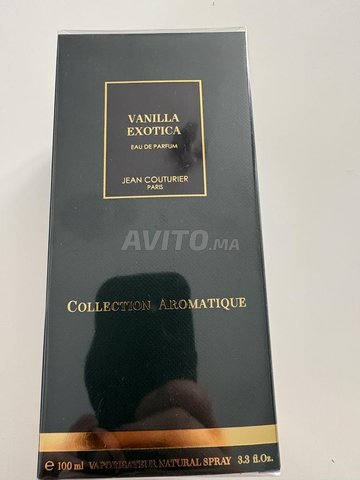 VANILLA
EXOTICA
EAU DE PARFUM
JEAN COUTURIER
PARIS
AVITO.MA
COLLECTION AROMATIQUE
℮ 100 ml VAPORISATEUR NATURAL SPRAY 3.3 fl.Oz.